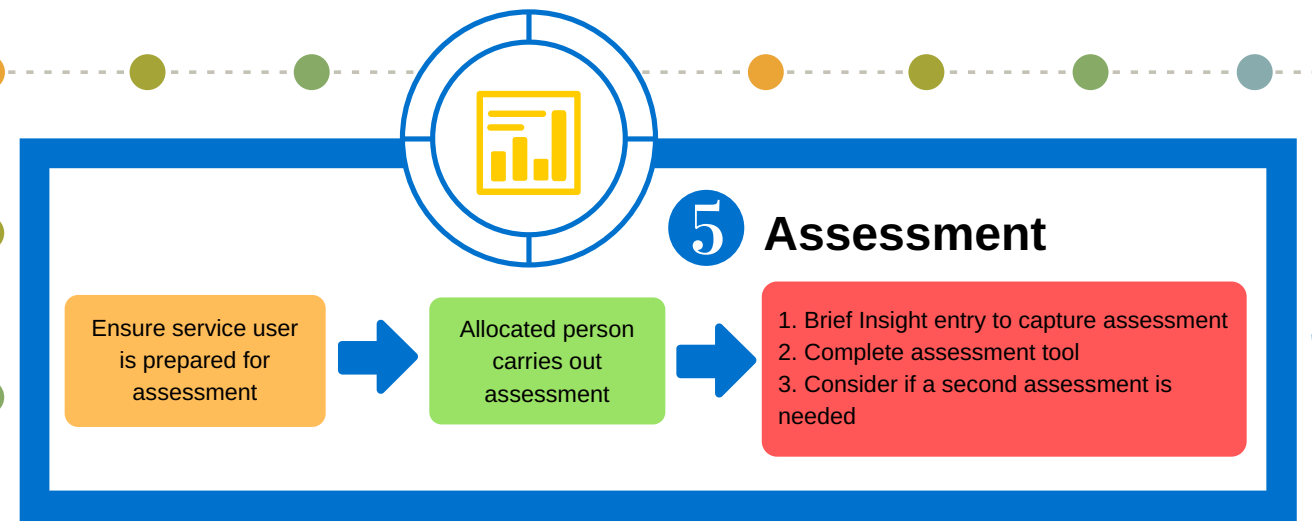 5 Assessment
Ensure service user
is prepared for
assessment
Allocated person
carries out
assessment
1. Brief Insight entry to capture assessment
2. Complete assessment tool
3. Consider if a second assessment is
needed